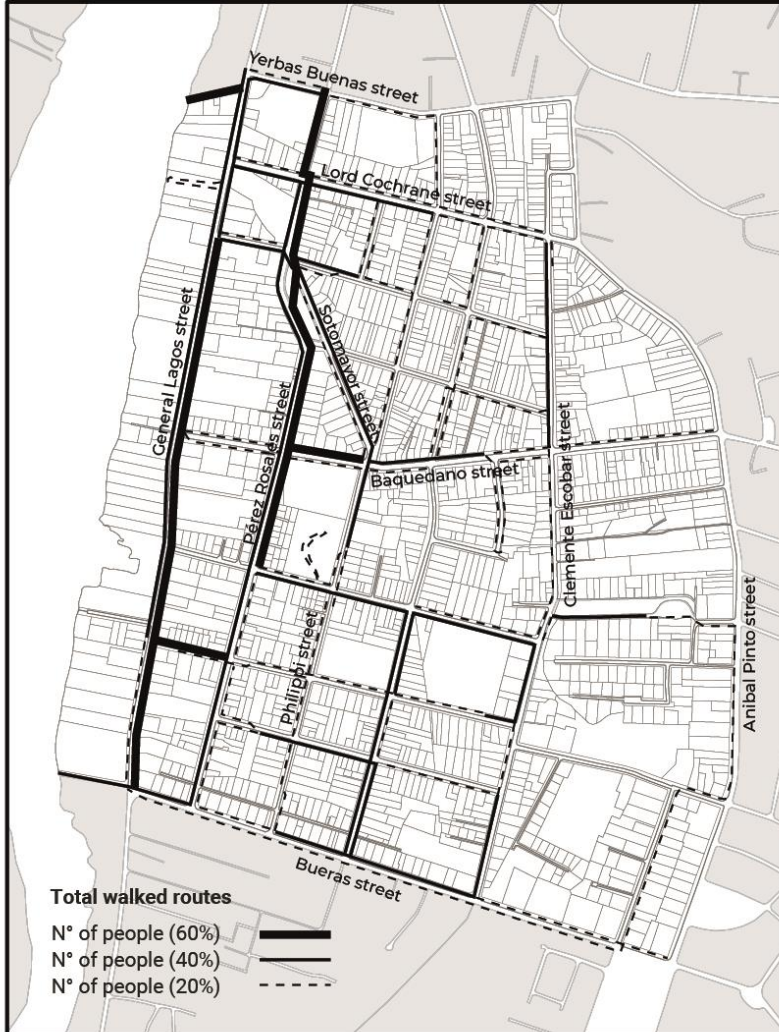 Yerbas Buenas street
Lord Cochrane street
General Lagos street
Sotomayor street
Pérez Rosales street
Baquedano street
Clemente Escobar street
Philippi street
Anibal Pinto street
Bueras street
Total walked routes
N° of people (60%)
N° of people (40%)
N° of people (20%)